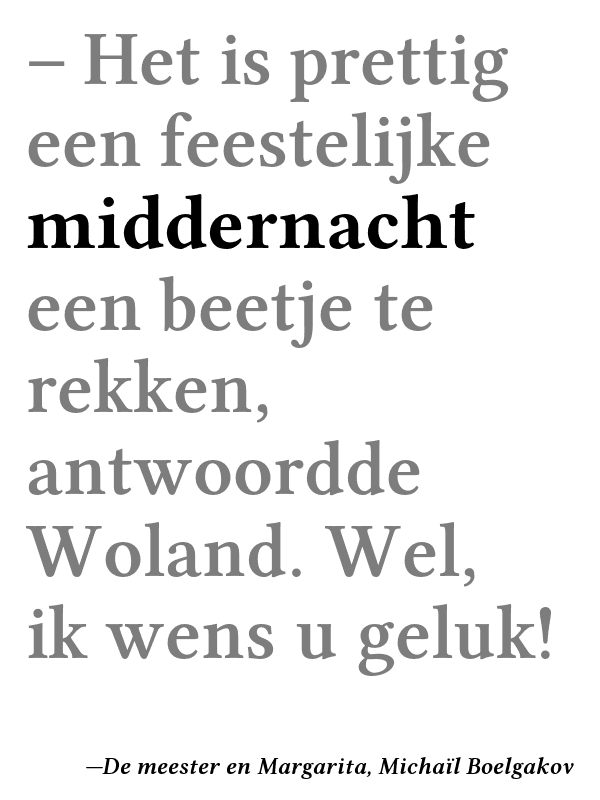 – Het is prettig
een feestelijke
middernacht
een beetje te
rekken,
antwoordde
Woland. Wel,
ik wens u geluk!
—De meester en Margarita, Michaïl Boelgakov